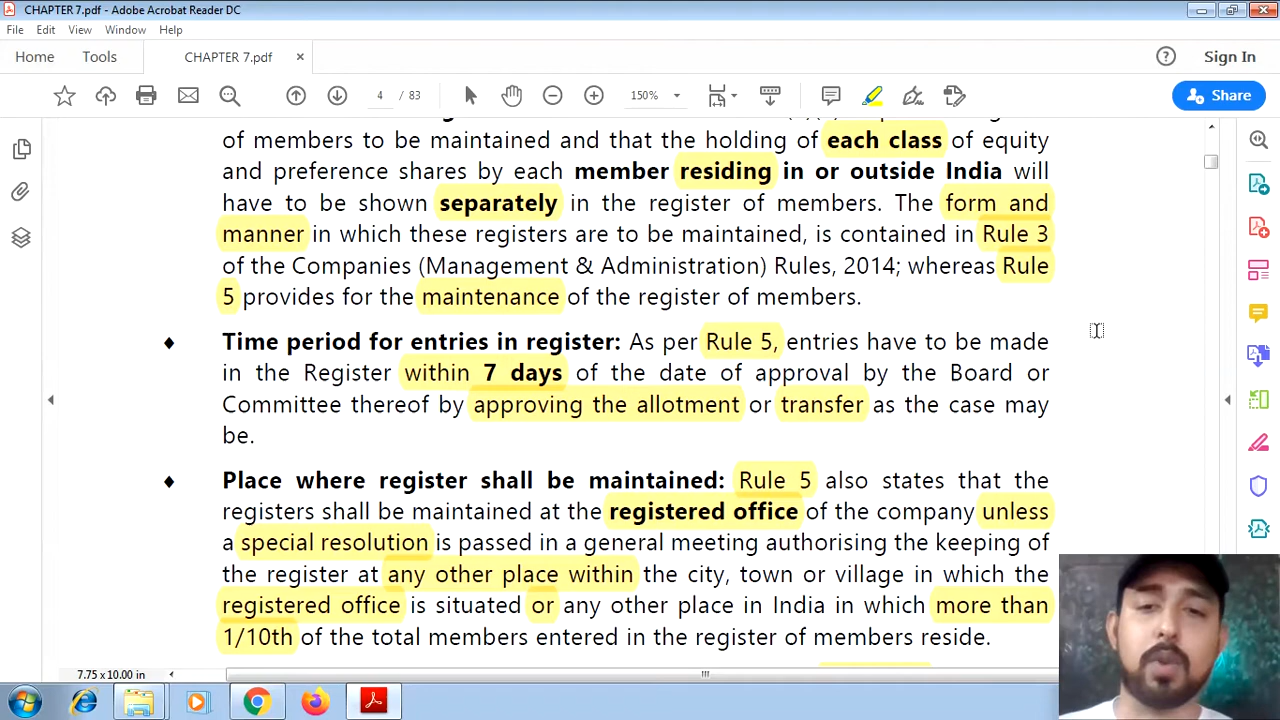 CHAPTER 7.pdf - Adobe Acrobat Reader DC
File Edit View Window Help
Home Tools CHAPTER 7.pdf × Sign In
4 / 83 150% Share
of members to be maintained and that the holding of each class of equity
and preference shares by each member residing in or outside India will
have to be shown separately in the register of members. The form and
manner in which these registers are to be maintained, is contained in Rule 3
of the Companies (Management & Administration) Rules, 2014; whereas Rule
5 provides for the maintenance of the register of members.
♦ Time period for entries in register: As per Rule 5, entries have to be made
in the Register within 7 days of the date of approval by the Board or
Committee thereof by approving the allotment or transfer as the case may
be.
♦ Place where register shall be maintained: Rule 5 also states that the
registers shall be maintained at the registered office of the company unless
a special resolution is passed in a general meeting authorising the keeping of
the register at any other place within the city, town or village in which the
registered office is situated or any other place in India in which more than
1/10th of the total members entered in the register of members reside.
7.75 x 10.00 in